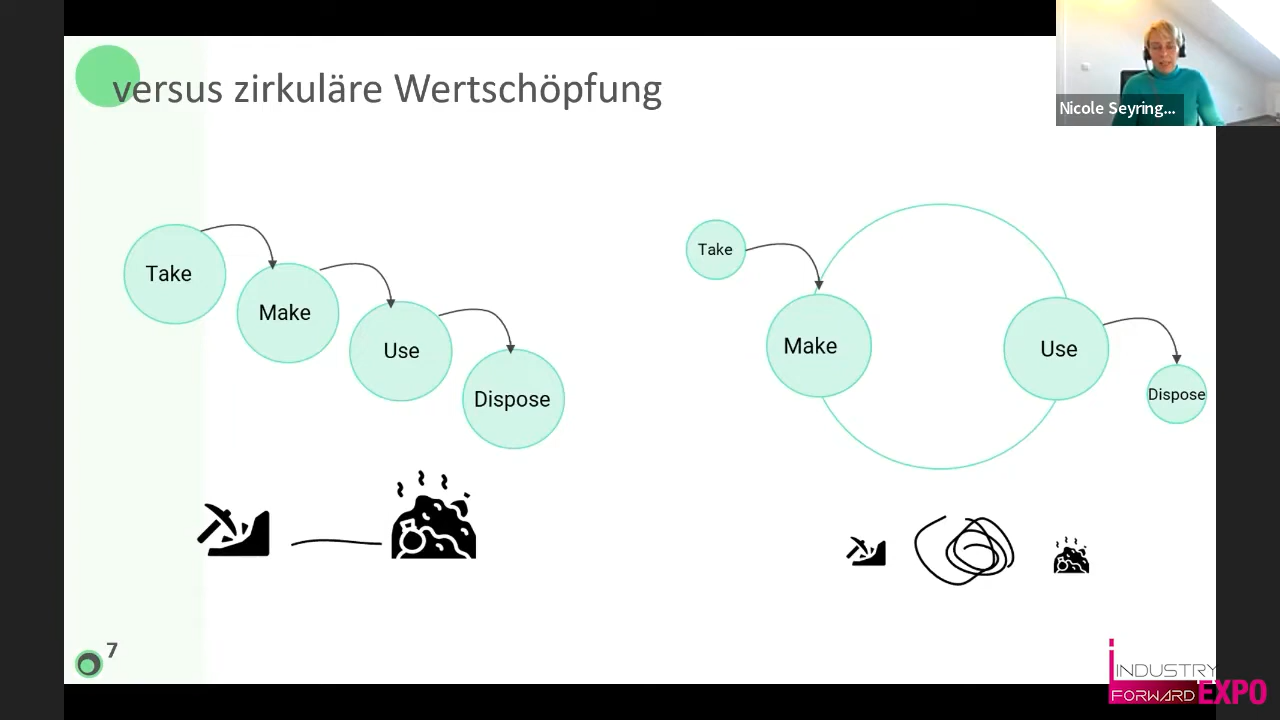 versus zirkuläre Wertschöpfung
Nicole Seyring...
Take
Make
Use
Dispose
Take
Make
Use
Dispose
7
INDUSTRY
FORWARD EXPO